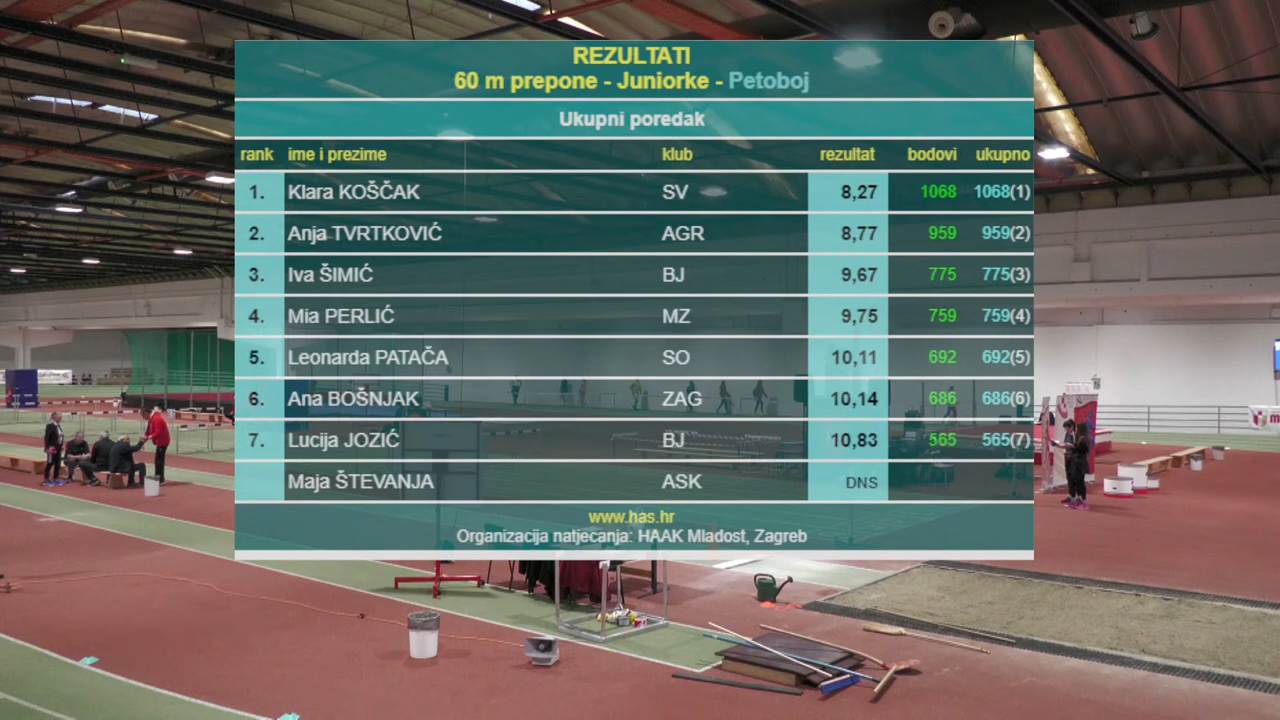 REZULTATI
60 m prepone - Juniorke - Petoboj
Ukupni poredak
rank ime i prezime klub rezultat bodovi ukupno
1. Klara KOŠČAK SV 8,27 1068 1068(1)
2. Anja TVRTKOVIĆ AGR 8,77 959 959(2)
3. Iva ŠIMIĆ BJ 9,67 775 775(3)
4. Mia PERLIĆ MZ 9,75 759 759(4)
5. Leonarda PATAČA SO 10,11 692 692(5)
6. Ana BOŠNJAK ZAG 10,14 686 686(6)
7. Lucija JOZIĆ BJ 10,83 565 565(7)
Maja ŠTEVANJA ASK DNS
www.has.hr
Organizacija natjecanja: HAAK Mladost, Zagreb